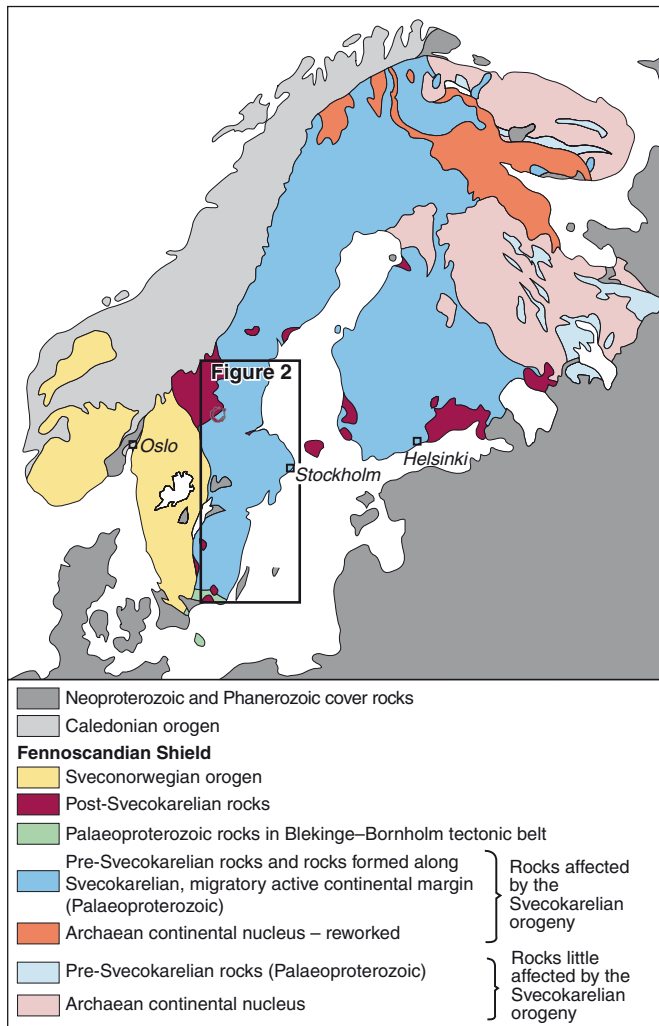 Figure 2
Oslo
Stockholm
Helsinki
Neoproterozoic and Phanerozoic cover rocks
Caledonian orogen
Fennoscandian Shield
Sveconorwegian orogen
Post-Svecokarelian rocks
Palaeoproterozoic rocks in Blekinge–Bornholm tectonic belt
Pre-Svecokarelian rocks and rocks formed along
Svecokarelian, migratory active continental margin
(Palaeoproterozoic)
Archaean continental nucleus – reworked
Rocks affected
by the
Svecokarelian
orogeny
Pre-Svecokarelian rocks (Palaeoproterozoic)
Archaean continental nucleus
Rocks little
affected by the
Svecokarelian
orogeny